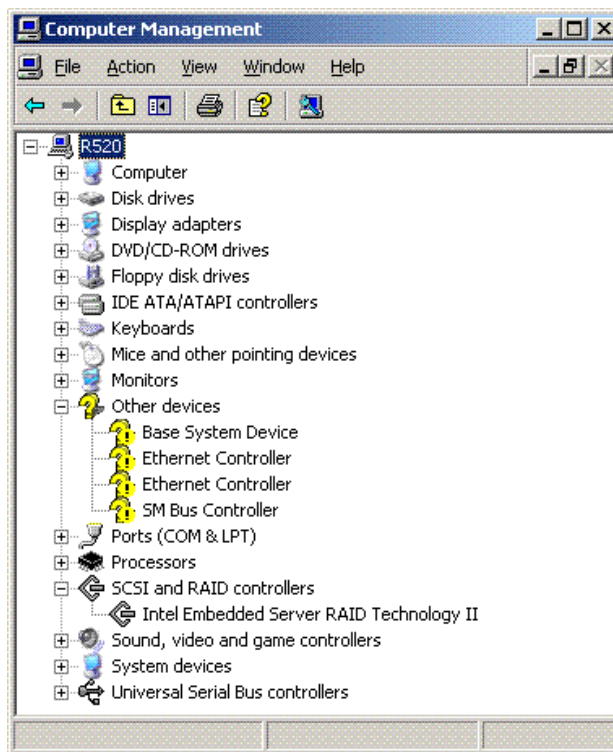 Computer Management
File Action View Window Help
R520
Computer
Disk drives
Display adapters
DVD/CD-ROM drives
Floppy disk drives
IDE ATA/ATAPI controllers
Keyboards
Mice and other pointing devices
Monitors
Other devices
Base System Device
Ethernet Controller
Ethernet Controller
SM Bus Controller
Ports (COM & LPT)
Processors
SCSI and RAID controllers
Intel Embedded Server RAID Technology II
Sound, video and game controllers
System devices
Universal Serial Bus controllers